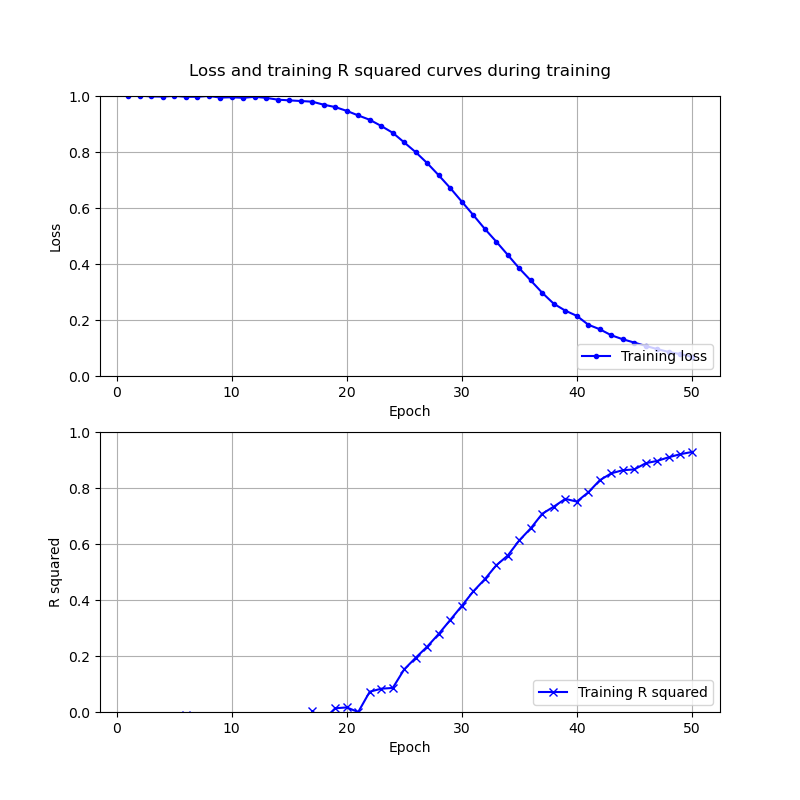 Loss and training R squared curves during training
1.0
0.8
0.6
0.4
0.2
0.0
Loss
Training loss
0 10 20 30 40 50
Epoch
1.0
0.8
0.6
0.4
0.2
0.0
R squared
Training R squared
0 10 20 30 40 50
Epoch